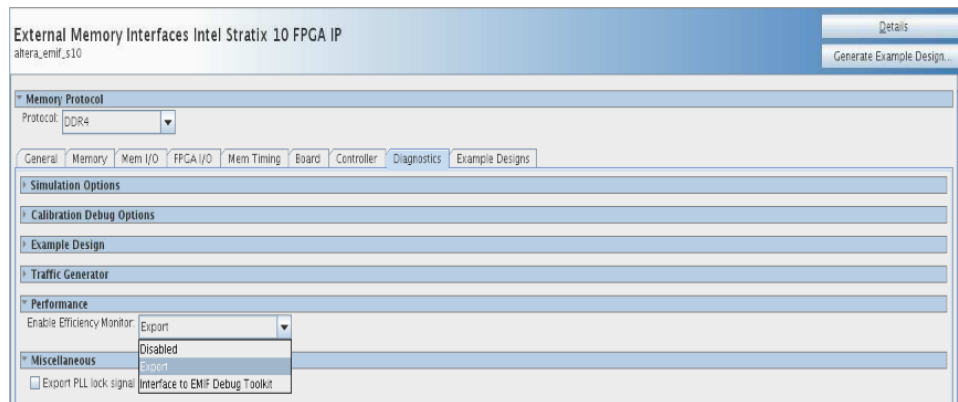 External Memory Interfaces Intel Stratix 10 FPGA IP
altera_emif_s10
Details
Generate Example Design...
Memory Protocol
Protocol: DDR4
General Memory Mem I/O FPGA I/O Mem Timing Board Controller Diagnostics Example Designs
Simulation Options
Calibration Debug Options
Example Design
Traffic Generator
Performance
Enable Efficiency Monitor: Export
Disabled
Export
Interface to EMIF Debug Toolkit
Miscellaneous
Export PLL lock signal